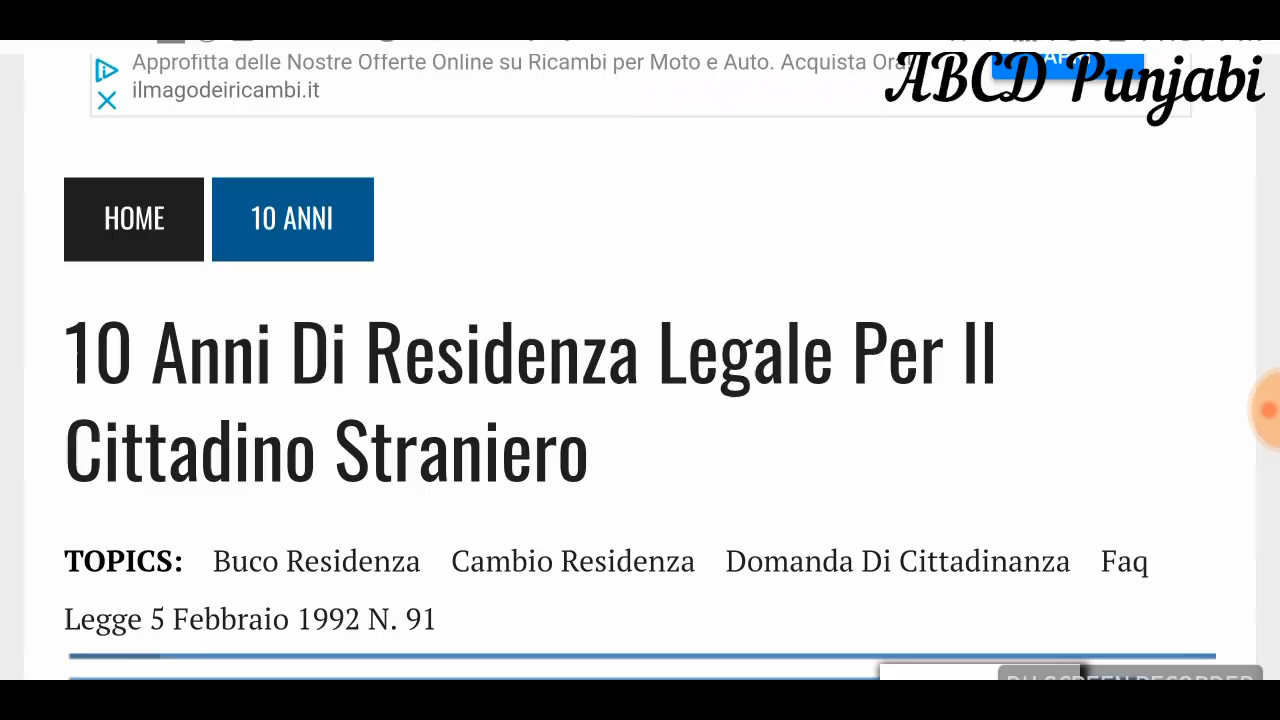 Approfitta delle Nostre Offerte Online su Ricambi per Moto e Auto. Acquista
ilmagodeiricambi.it
ABCD Punjabi
HOME
10 ANNI
10 Anni Di Residenza Legale Per Il
Cittadino Straniero
TOPICS: Buco Residenza Cambio Residenza Domanda Di Cittadinanza Faq
Legge 5 Febbraio 1992 N. 91